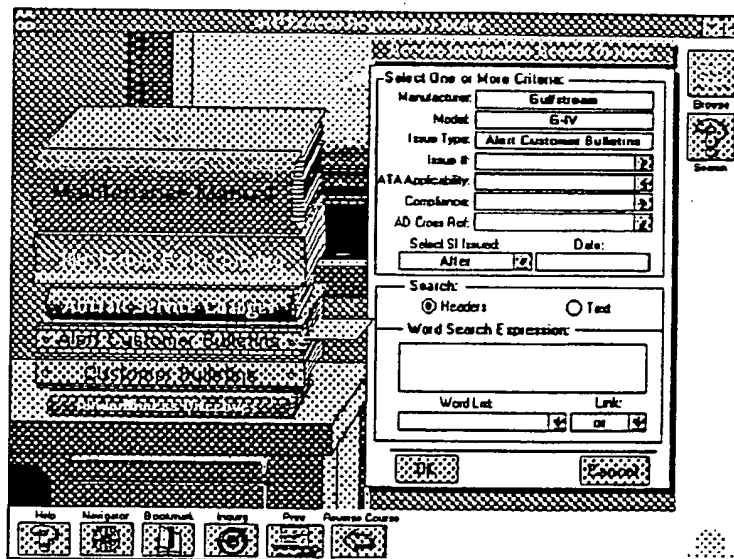 Select One or More Criteria:
Manufacturer: Gulfstream
Model: G-IV
Issue Type: Alert Customer Bulletins
Issue #:
ATA Applicability:
Compliance:
AD Cross Ref:
Select SI Issued: Date:
After
Search:
Headers Text
Word Search Expression:
Word List: Link:
or
OK Cancel
Browse
Search
Maintenance Manual
Alert Customer Bulletins
Customer Bulletins
Help Navigator Bookmark Inquiry Print Reverse Course